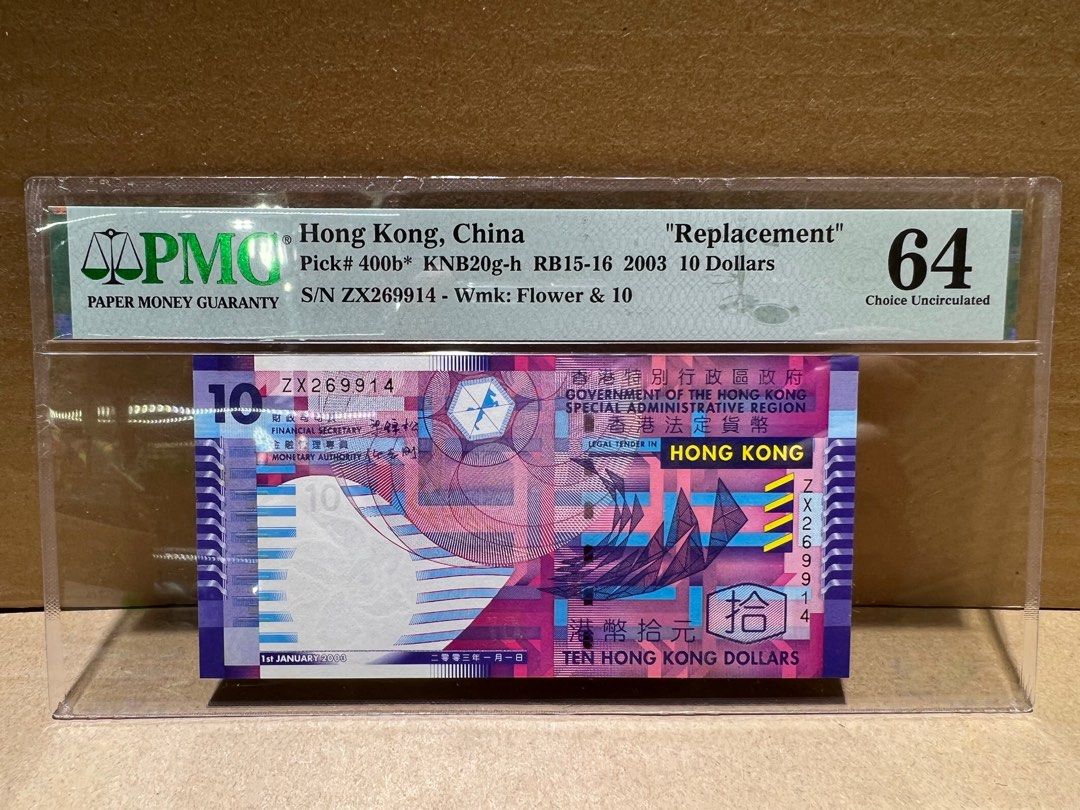 PMG®
PAPER MONEY GUARANTY
Hong Kong, China "Replacement"
Pick# 400b* KNB20g-h RB15-16 2003 10 Dollars
S/N ZX269914 - Wmk: Flower & 10
64
Choice Uncirculated
10
ZX269914
FINANCIAL SECRETARY
MONETARY AUTHORITY
10
香港特別行政區政府
GOVERNMENT OF THE HONG KONG
SPECIAL ADMINISTRATIVE REGION
香港法定貨幣
LEGAL TENDER IN
HONG KONG
ZX269914
拾
港幣拾元
TEN HONG KONG DOLLARS
1st JANUARY 2003
二零零三年一月一日